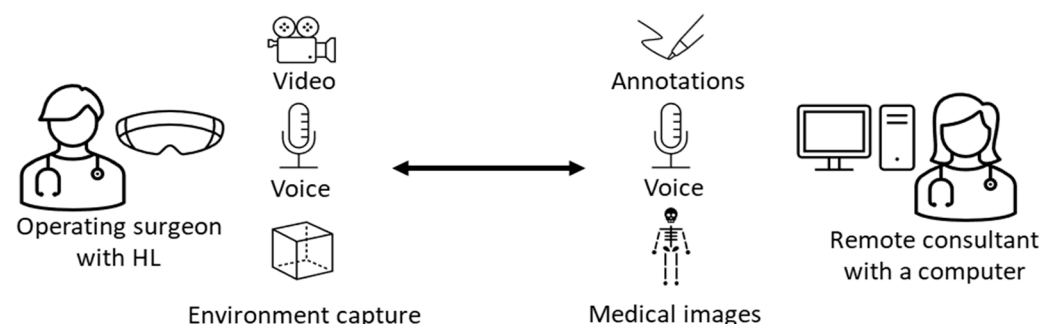 Video
Voice
Environment capture
Operating surgeon
with HL
Annotations
Voice
Medical images
Remote consultant
with a computer